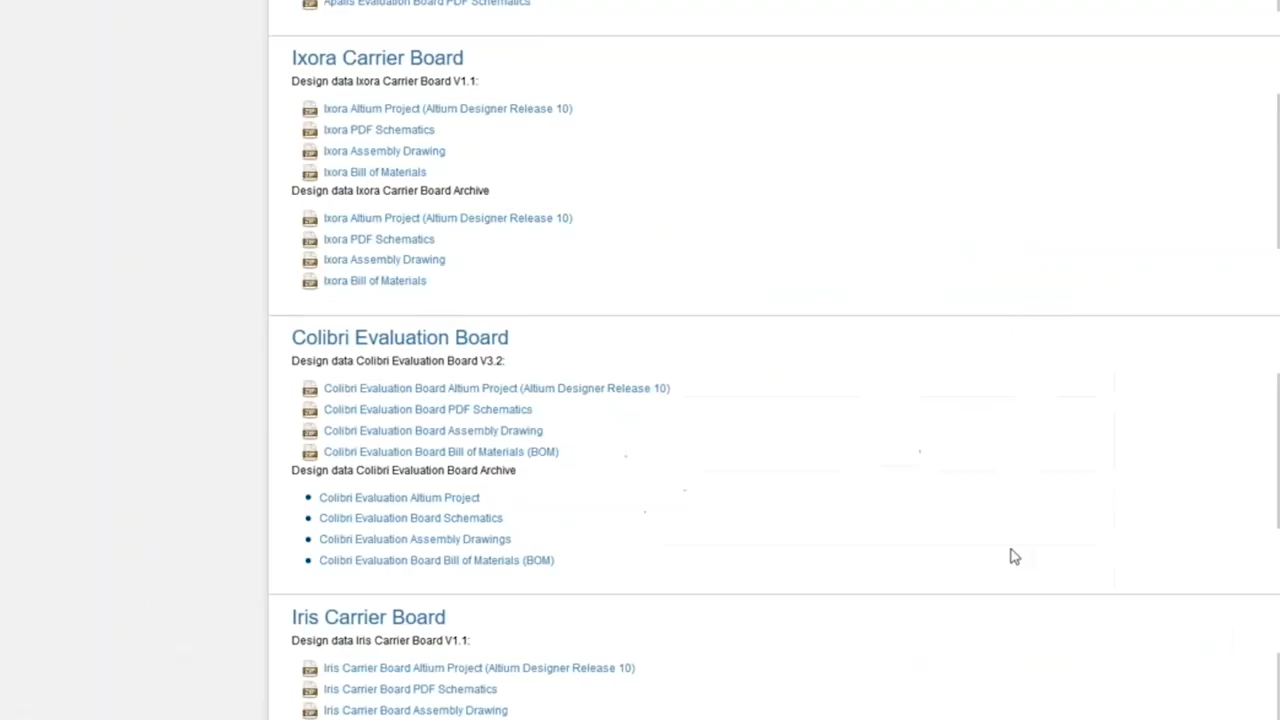 Apalis Evaluation Board PDF Schematics
Ixora Carrier Board
Design data Ixora Carrier Board V1.1:
Ixora Altium Project (Altium Designer Release 10)
Ixora PDF Schematics
Ixora Assembly Drawing
Ixora Bill of Materials
Design data Ixora Carrier Board Archive
Ixora Altium Project (Altium Designer Release 10)
Ixora PDF Schematics
Ixora Assembly Drawing
Ixora Bill of Materials
Colibri Evaluation Board
Design data Colibri Evaluation Board V3.2:
Colibri Evaluation Board Altium Project (Altium Designer Release 10)
Colibri Evaluation Board PDF Schematics
Colibri Evaluation Board Assembly Drawing
Colibri Evaluation Board Bill of Materials (BOM)
Design data Colibri Evaluation Board Archive
Colibri Evaluation Altium Project
Colibri Evaluation Board Schematics
Colibri Evaluation Assembly Drawings
Colibri Evaluation Board Bill of Materials (BOM)
Iris Carrier Board
Design data Iris Carrier Board V1.1:
Iris Carrier Board Altium Project (Altium Designer Release 10)
Iris Carrier Board PDF Schematics
Iris Carrier Board Assembly Drawing